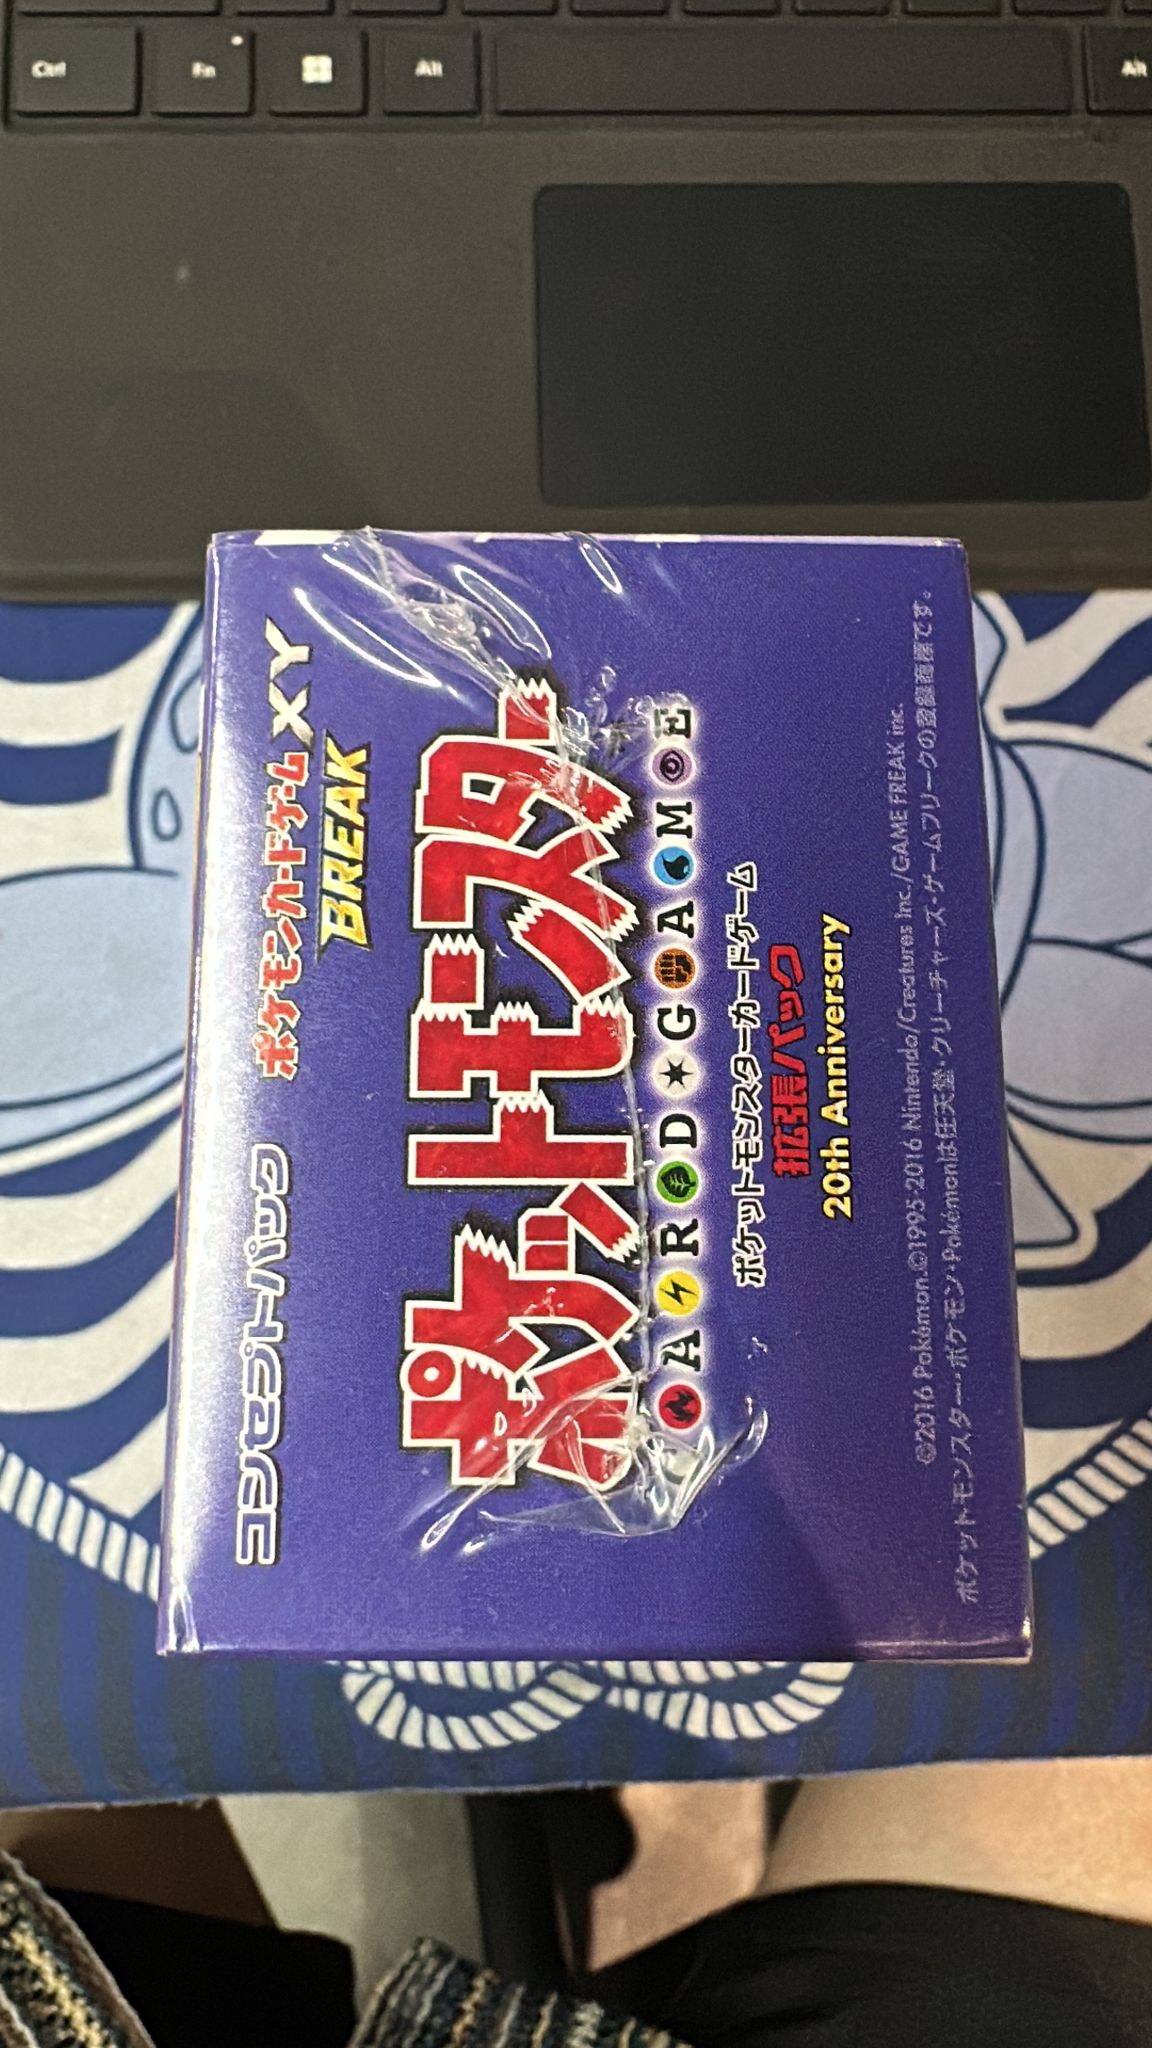 Ctrl
Fn
Alt
Alt
コンセプトパック
ポケモンカードゲームXY
BREAK
ポケットモンスター
CARD GAME
ポケットモンスターカードゲーム
拡張パック
20th Anniversary
©2016 Pokémon.©1995-2016 Nintendo/Creatures Inc./GAME FREAK inc.
ポケットモンスター・ポケモン・Pokémonは任天堂・クリーチャーズ・ゲームフリークの登録商標です。